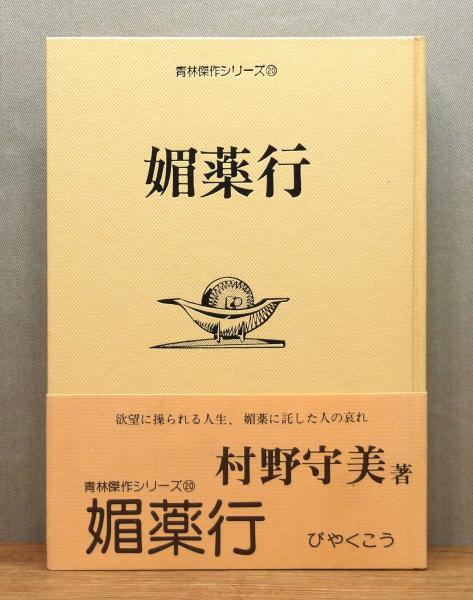 青林傑作シリーズ⑳
媚薬行
欲望に操られる人生、媚薬に託した人の哀れ
村野守美著
青林傑作シリーズ⑳
媚薬行
びやくこう